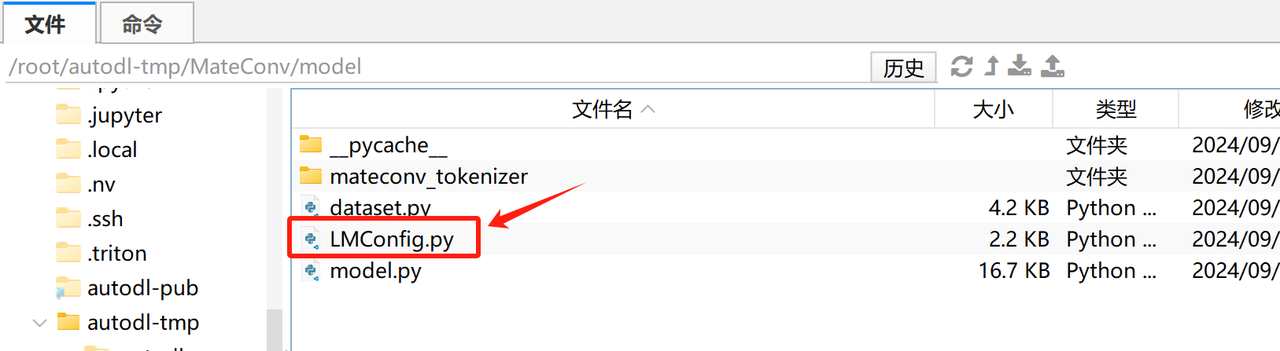 文件 命令
/root/autodl-tmp/MateConv/model 历史
.jupyter
.local
.nv
.ssh
.triton
autodl-pub
autodl-tmp
文件名 大小 类型
__pycache__ 文件夹 2024/09/
mateconv_tokenizer 文件夹 2024/09/
dataset.py 4.2 KB Python ... 2024/09/
LMConfig.py 2.2 KB Python ... 2024/09/
model.py 16.7 KB Python ... 2024/09/